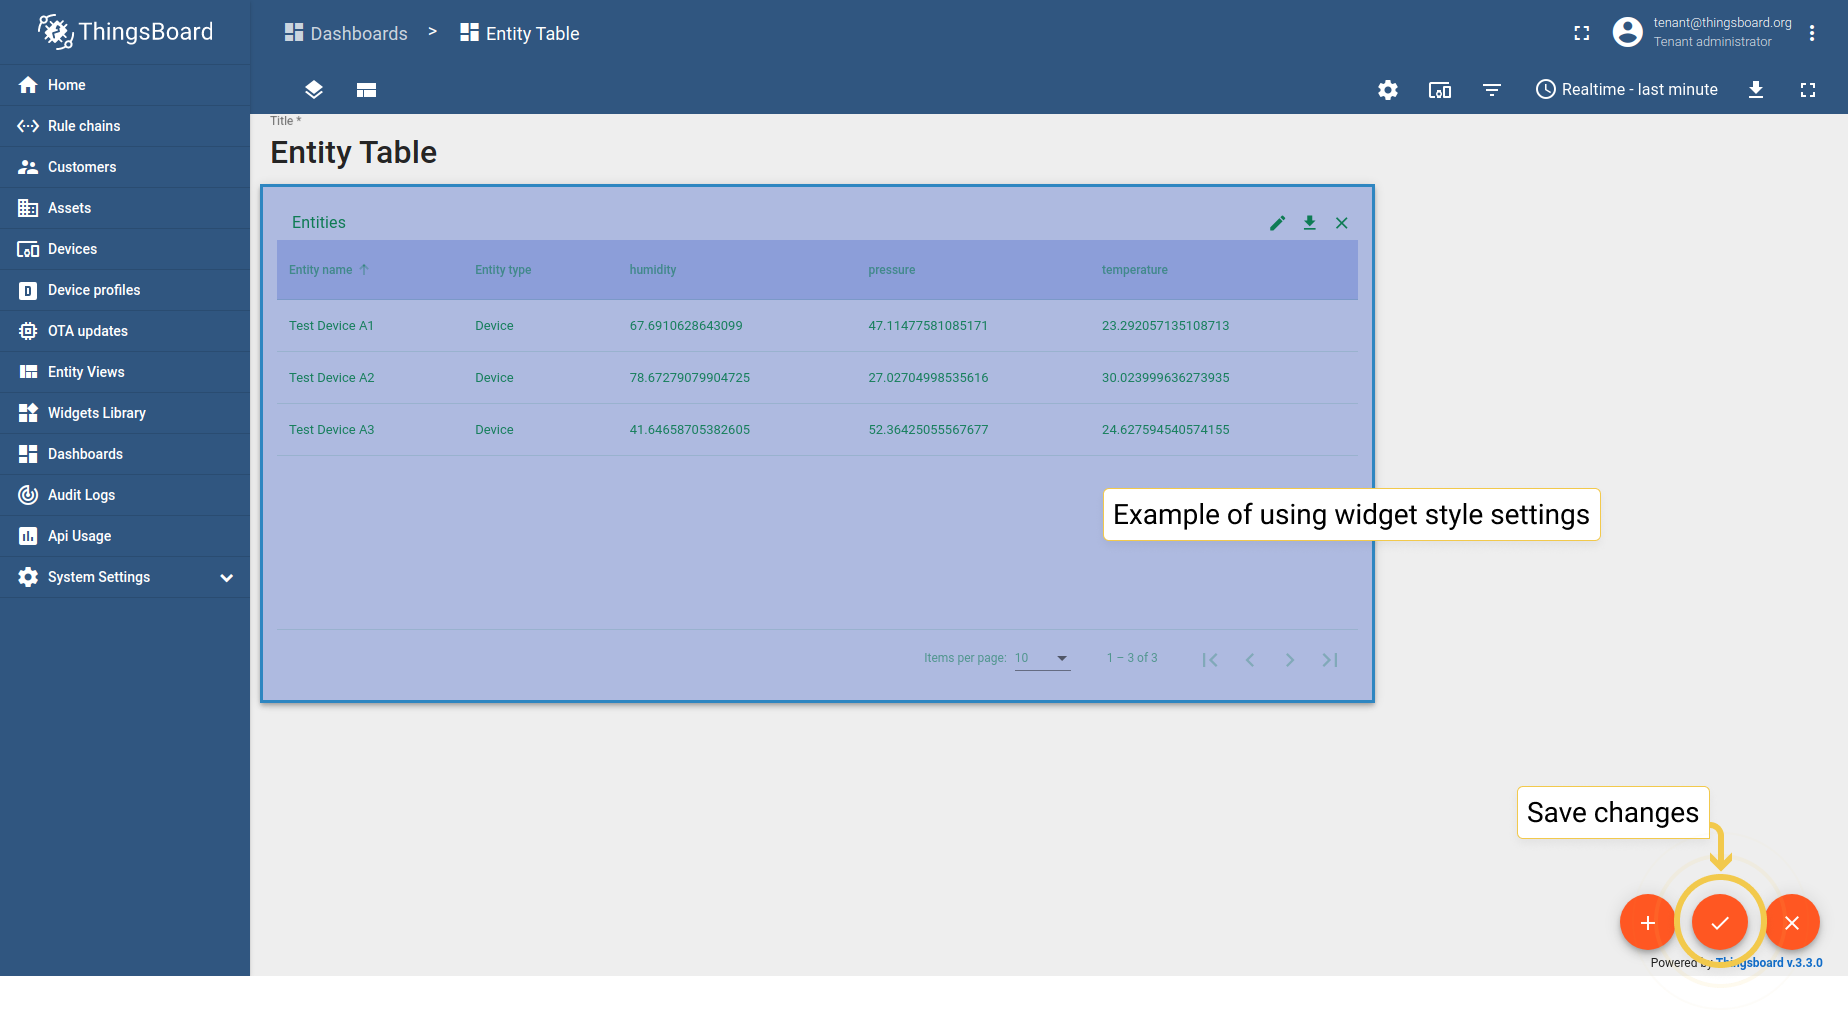 ThingsBoard
Dashboards > Entity Table
tenant@thingsboard.org
Tenant administrator
Home
Rule chains
Customers
Assets
Devices
Device profiles
OTA updates
Entity Views
Widgets Library
Dashboards
Audit Logs
Api Usage
System Settings
Realtime - last minute
Title *
Entity Table
Entities
Entity name Entity type humidity pressure temperature
Test Device A1 Device 67.6910628643099 47.11477581085171 23.292057135108713
Test Device A2 Device 78.67279079904725 27.02704998535616 30.023999636273935
Test Device A3 Device 41.64658705382605 52.36425055567677 24.627594540574155
Example of using widget style settings
Items per page: 10 1 – 3 of 3
Save changes
Powered by Thingsboard v.3.3.0